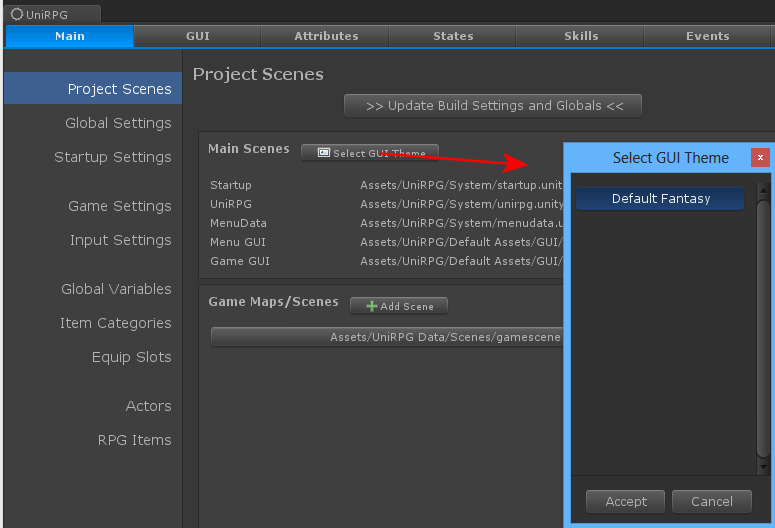 UniRPG
Main GUI Attributes States Skills Events
Project Scenes
Global Settings
Startup Settings
Game Settings
Input Settings
Global Variables
Item Categories
Equip Slots
Actors
RPG Items
Project Scenes
>> Update Build Settings and Globals <<
Main Scenes Select GUI Theme
Startup Assets/UniRPG/System/startup.unit
UniRPG Assets/UniRPG/System/unirpg.unity
MenuData Assets/UniRPG/System/menudata.u
Menu GUI Assets/UniRPG/Default Assets/GUI/
Game GUI Assets/UniRPG/Default Assets/GUI/
Game Maps/Scenes Add Scene
Assets/UniRPG Data/Scenes/gamescene
Select GUI Theme x
Default Fantasy
Accept Cancel